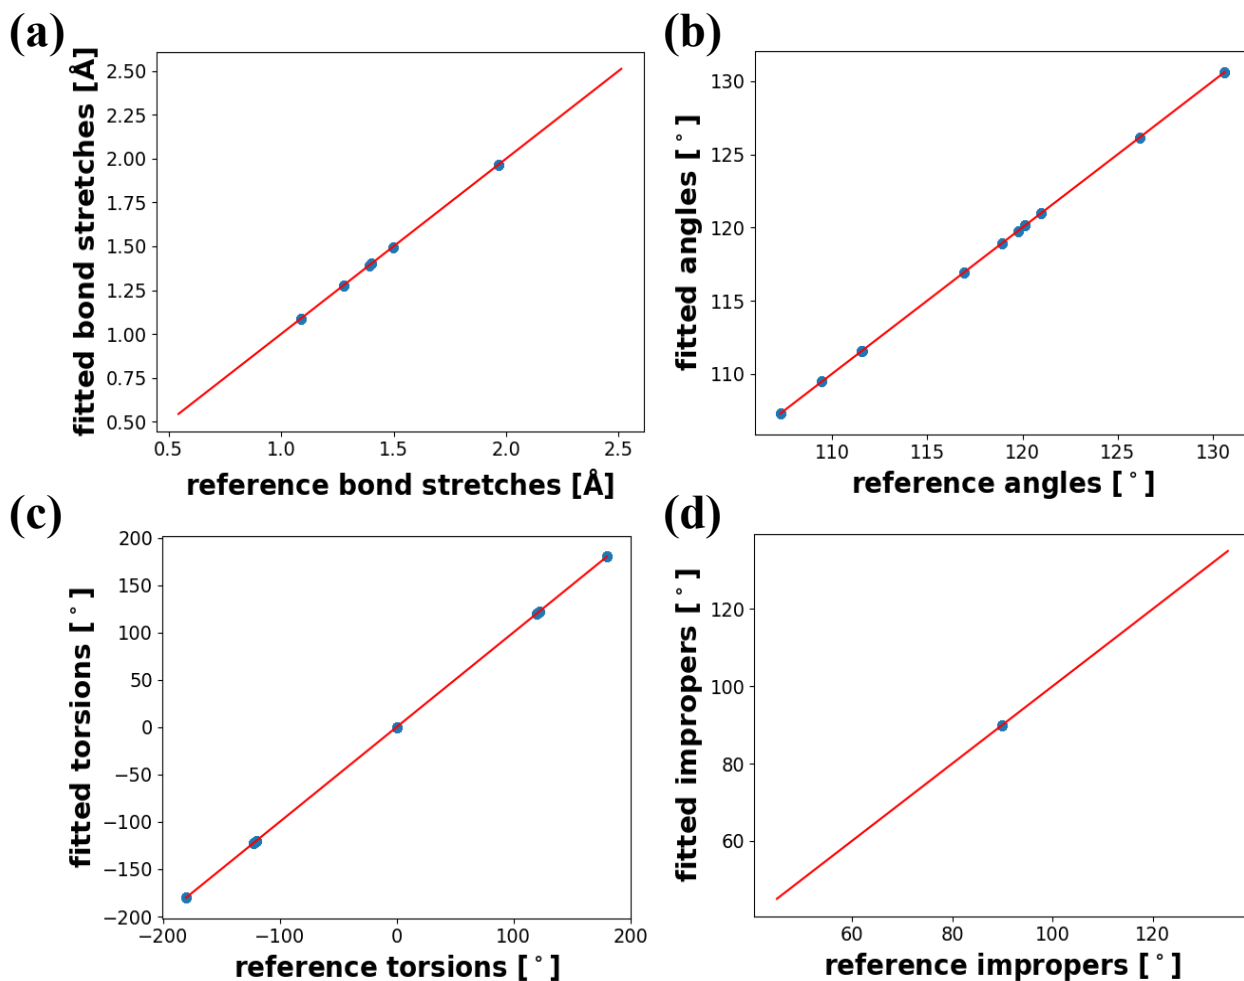 (a)
fitted bond stretches [Å]
2.50
2.25
2.00
1.75
1.50
1.25
1.00
0.75
0.50
0.5 1.0 1.5 2.0 2.5
reference bond stretches [Å]
(b)
fitted angles [°]
130
125
120
115
110
110 115 120 125 130
reference angles [°]
(c)
fitted torsions [°]
200
150
100
50
0
−50
−100
−150
−200
−200 −100 0 100 200
reference torsions [°]
(d)
fitted impropers [°]
120
100
80
60
60 80 100 120
reference impropers [°]